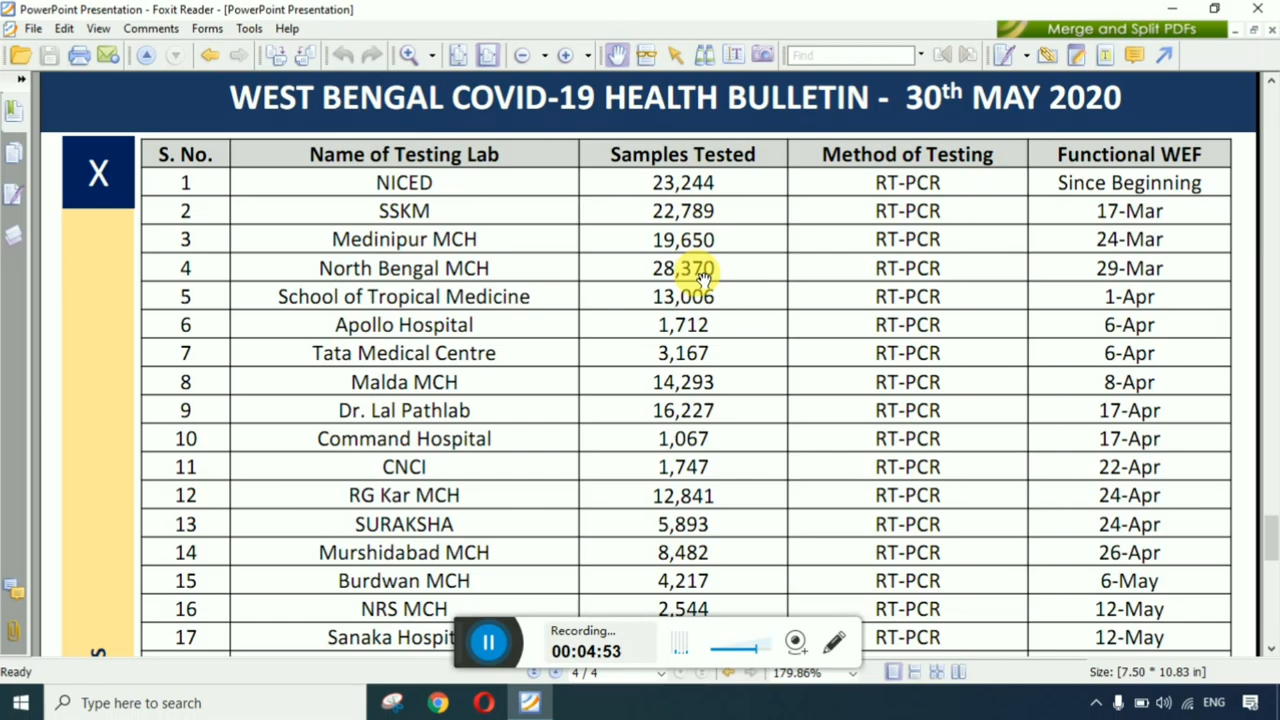 PowerPoint Presentation - Foxit Reader - [PowerPoint Presentation]
File Edit View Comments Forms Tools Help
Merge and Split PDFs
Find
WEST BENGAL COVID-19 HEALTH BULLETIN - 30th MAY 2020
X
S. No. Name of Testing Lab Samples Tested Method of Testing Functional WEF
1 NICED 23,244 RT-PCR Since Beginning
2 SSKM 22,789 RT-PCR 17-Mar
3 Medinipur MCH 19,650 RT-PCR 24-Mar
4 North Bengal MCH 28,370 RT-PCR 29-Mar
5 School of Tropical Medicine 13,006 RT-PCR 1-Apr
6 Apollo Hospital 1,712 RT-PCR 6-Apr
7 Tata Medical Centre 3,167 RT-PCR 6-Apr
8 Malda MCH 14,293 RT-PCR 8-Apr
9 Dr. Lal Pathlab 16,227 RT-PCR 17-Apr
10 Command Hospital 1,067 RT-PCR 17-Apr
11 CNCI 1,747 RT-PCR 22-Apr
12 RG Kar MCH 12,841 RT-PCR 24-Apr
13 SURAKSHA 5,893 RT-PCR 24-Apr
14 Murshidabad MCH 8,482 RT-PCR 26-Apr
15 Burdwan MCH 4,217 RT-PCR 6-May
16 NRS MCH 2,544 RT-PCR 12-May
17 Sanaka Hospit RT-PCR 12-May
s
Recording...
00:04:53
Ready 4 / 4 179.86% Size: [7.50 * 10.83 in]
Type here to search ENG